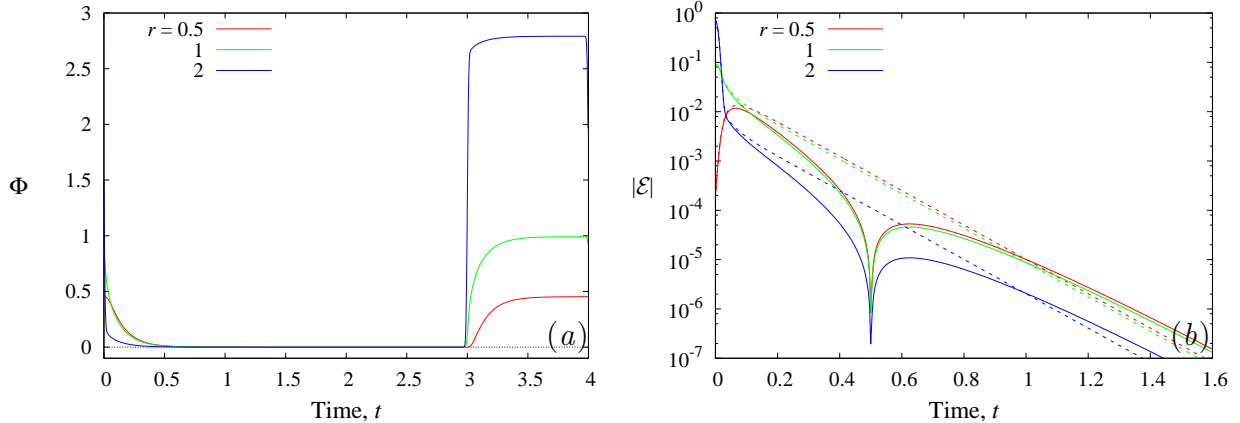 3
2.5
2
1.5
1
0.5
0
Φ
r = 0.5
1
2
(a)
0 0.5 1 1.5 2 2.5 3 3.5 4
Time, t
10^0
10^-1
10^-2
10^-3
10^-4
10^-5
10^-6
10^-7
|ℰ|
r = 0.5
1
2
(b)
0 0.2 0.4 0.6 0.8 1 1.2 1.4 1.6
Time, t